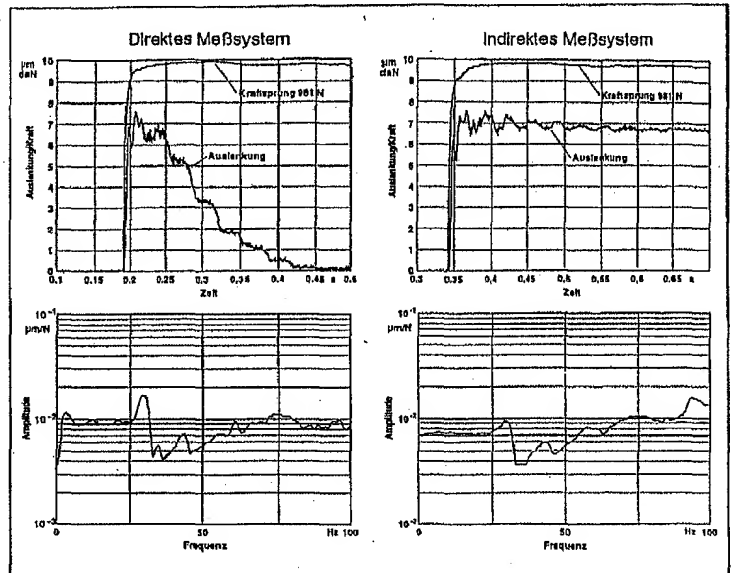 Direktes Meßsystem
µm
daN
10
9
8
7
6
5
4
3
2
1
0
Auslenkung/Kraft
Kraftsprung 981 N
Auslenkung
0.1 0.15 0.2 0.25 0.3 0.35 0.4 0.45 s 0.5
Zeit
Indirektes Meßsystem
µm
daN
10
9
8
7
6
5
4
3
2
1
0
Auslenkung/Kraft
Kraftsprung 981 N
Auslenkung
0.3 0.35 0.4 0.45 0.5 0.55 0.6 0.65 s
Zeit
10⁻¹
µm/N
10⁻²
10⁻³
Amplitude
0 50 Hz 100
Frequenz
10⁻¹
µm/N
10⁻²
10⁻³
Amplitude
0 50 Hz 100
Frequenz